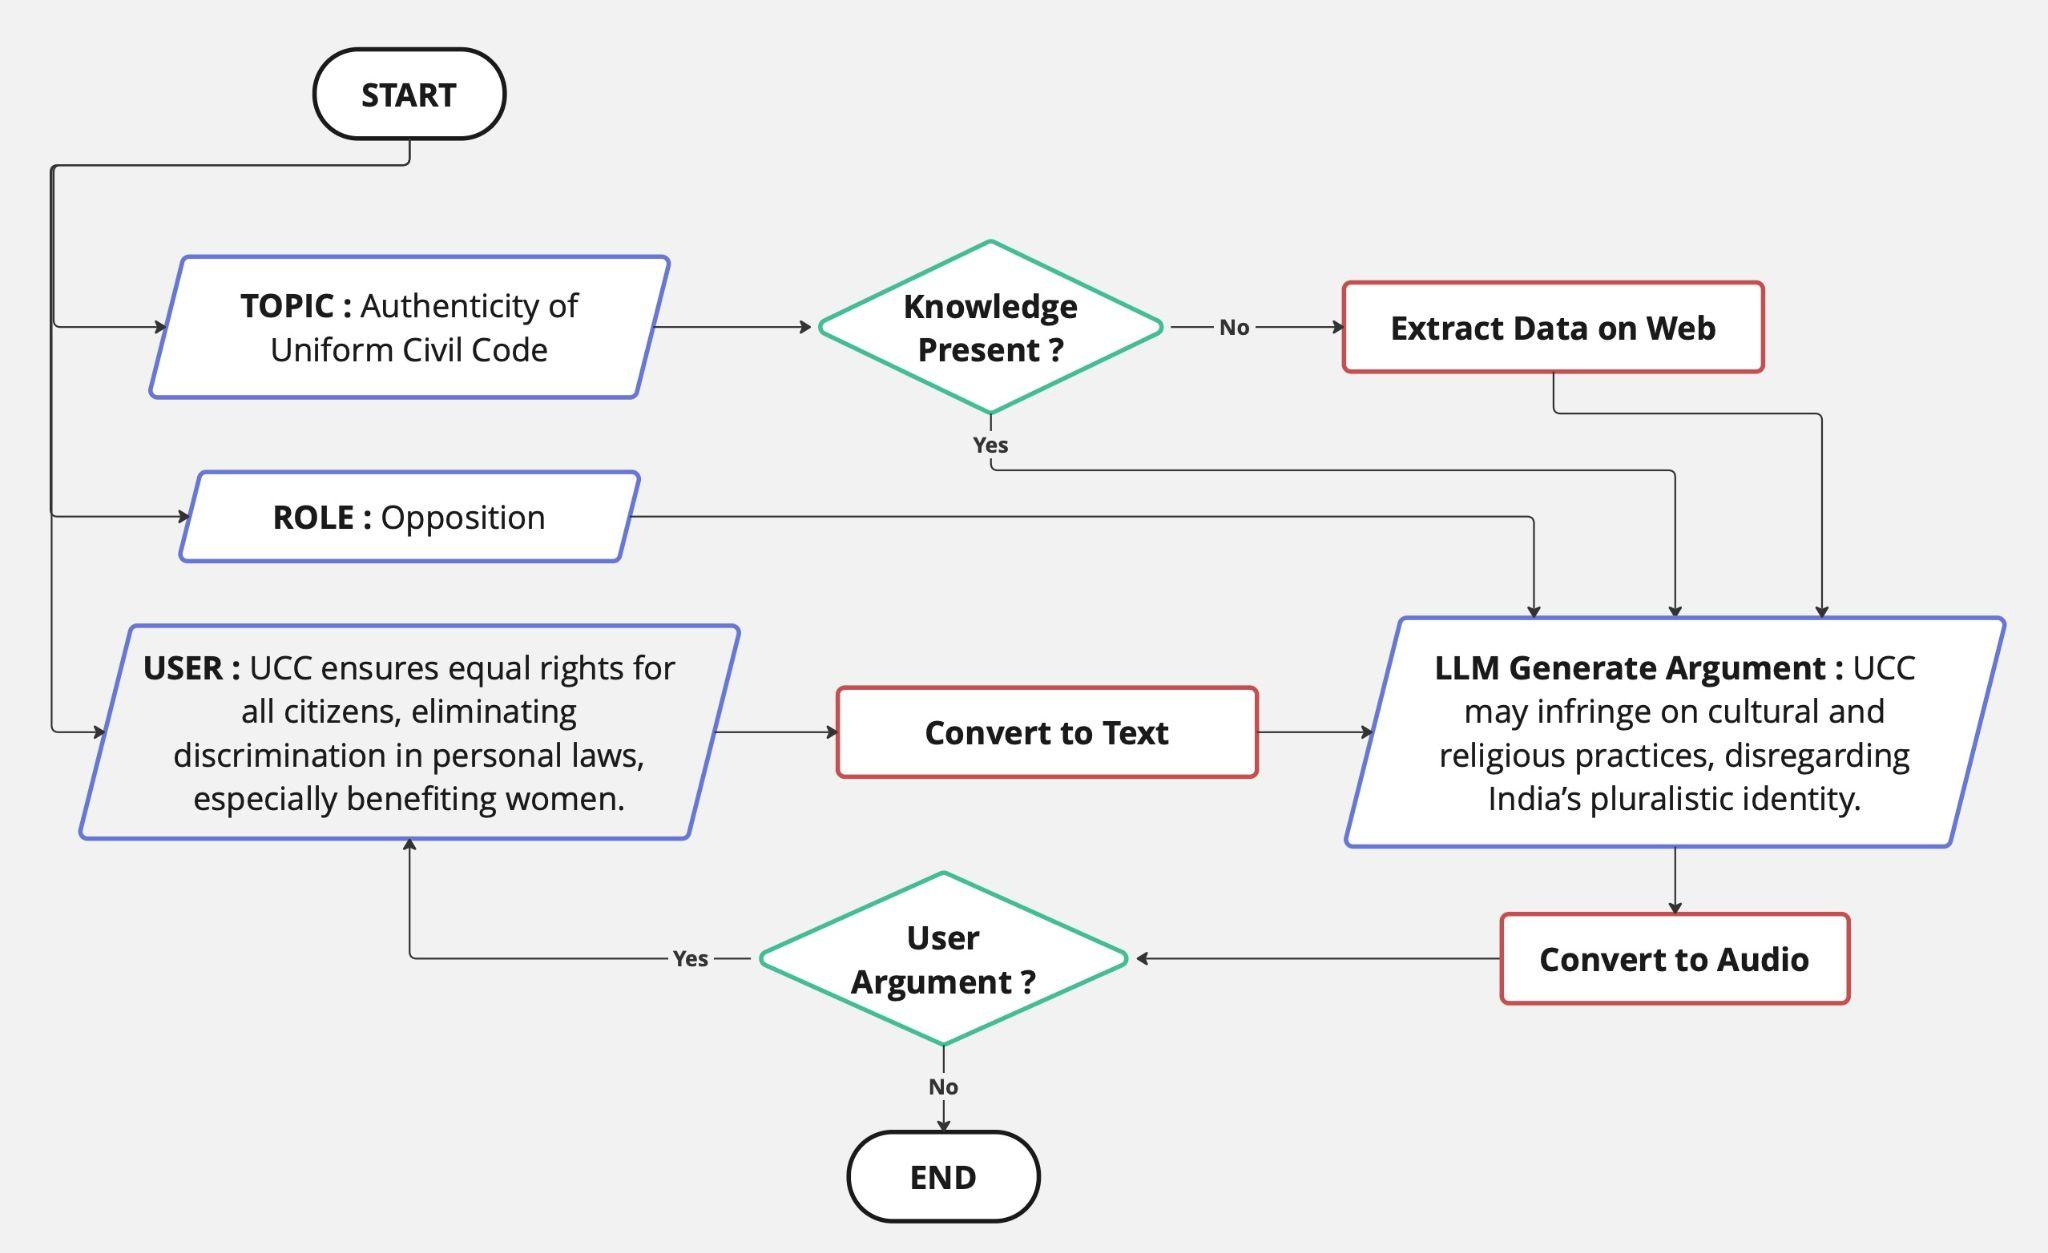 START
TOPIC : Authenticity of
Uniform Civil Code
Knowledge
Present ?
No
Extract Data on Web
Yes
ROLE : Opposition
USER : UCC ensures equal rights for
all citizens, eliminating
discrimination in personal laws,
especially benefiting women.
Convert to Text
LLM Generate Argument : UCC
may infringe on cultural and
religious practices, disregarding
India’s pluralistic identity.
Convert to Audio
User
Argument ?
Yes
No
END